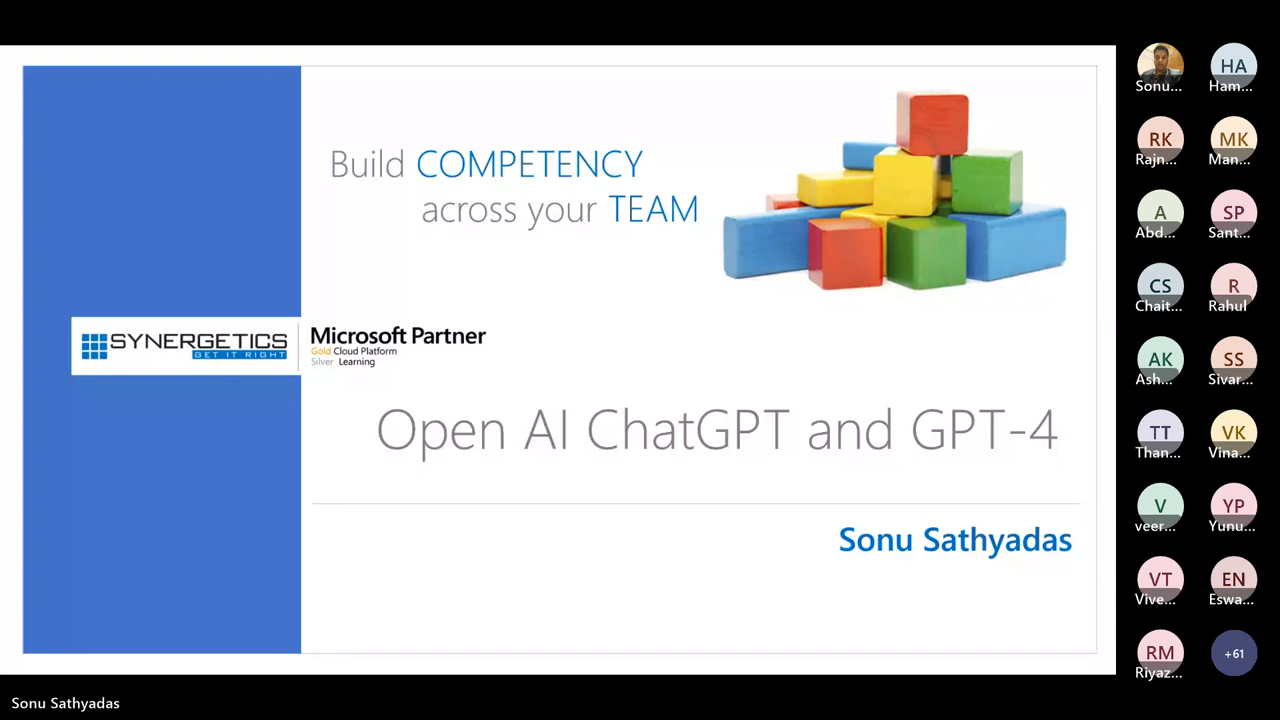 Build COMPETENCY
across your TEAM
SYNERGETICS
GET IT RIGHT
Microsoft Partner
Gold Cloud Platform
Silver Learning
Open AI ChatGPT and GPT-4
Sonu Sathyadas
Sonu...
HA
Ham...
RK
Rajn...
MK
Man...
A
Abd...
SP
Sant...
CS
Chait...
R
Rahul
AK
Ash...
SS
Sivar...
TT
Than...
VK
Vina...
V
veer...
YP
Yunu...
VT
Vive...
EN
Eswa...
RM
Riyaz...
+61
Sonu Sathyadas